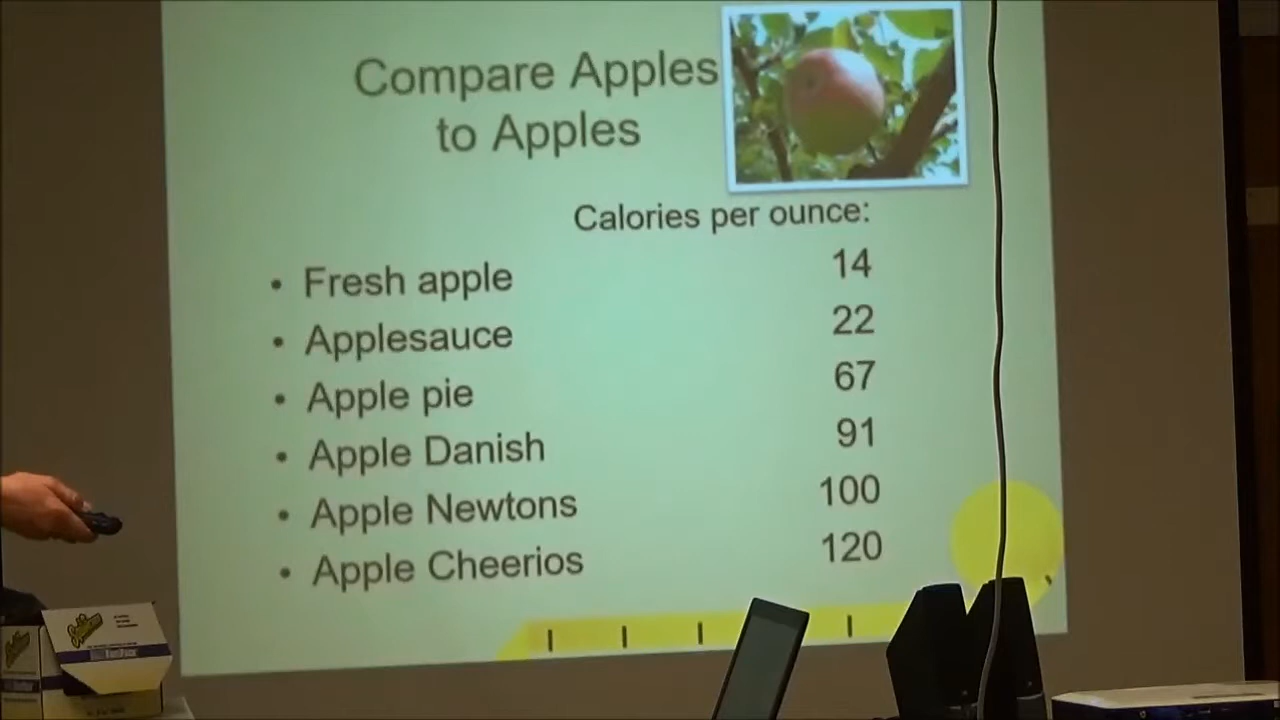 Compare Apples
to Apples
Calories per ounce:
• Fresh apple 14
• Applesauce 22
• Apple pie 67
• Apple Danish 91
• Apple Newtons 100
• Apple Cheerios 120